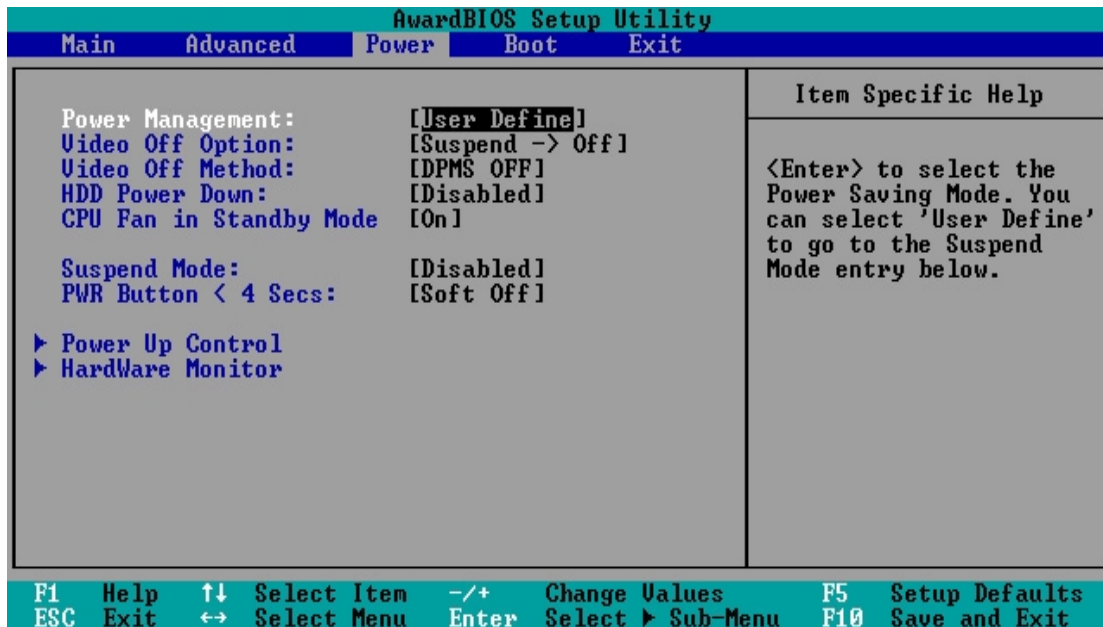 AwardBIOS Setup Utility
Main Advanced Power Boot Exit
Power Management: [User Define]
Video Off Option: [Suspend -> Off]
Video Off Method: [DPMS OFF]
HDD Power Down: [Disabled]
CPU Fan in Standby Mode [On]
Suspend Mode: [Disabled]
PWR Button < 4 Secs: [Soft Off]
▶ Power Up Control
▶ HardWare Monitor
Item Specific Help
<Enter> to select the
Power Saving Mode. You
can select 'User Define'
to go to the Suspend
Mode entry below.
F1 Help ↑↓ Select Item -/+ Change Values F5 Setup Defaults
ESC Exit ↔ Select Menu Enter Select ▶ Sub-Menu F10 Save and Exit